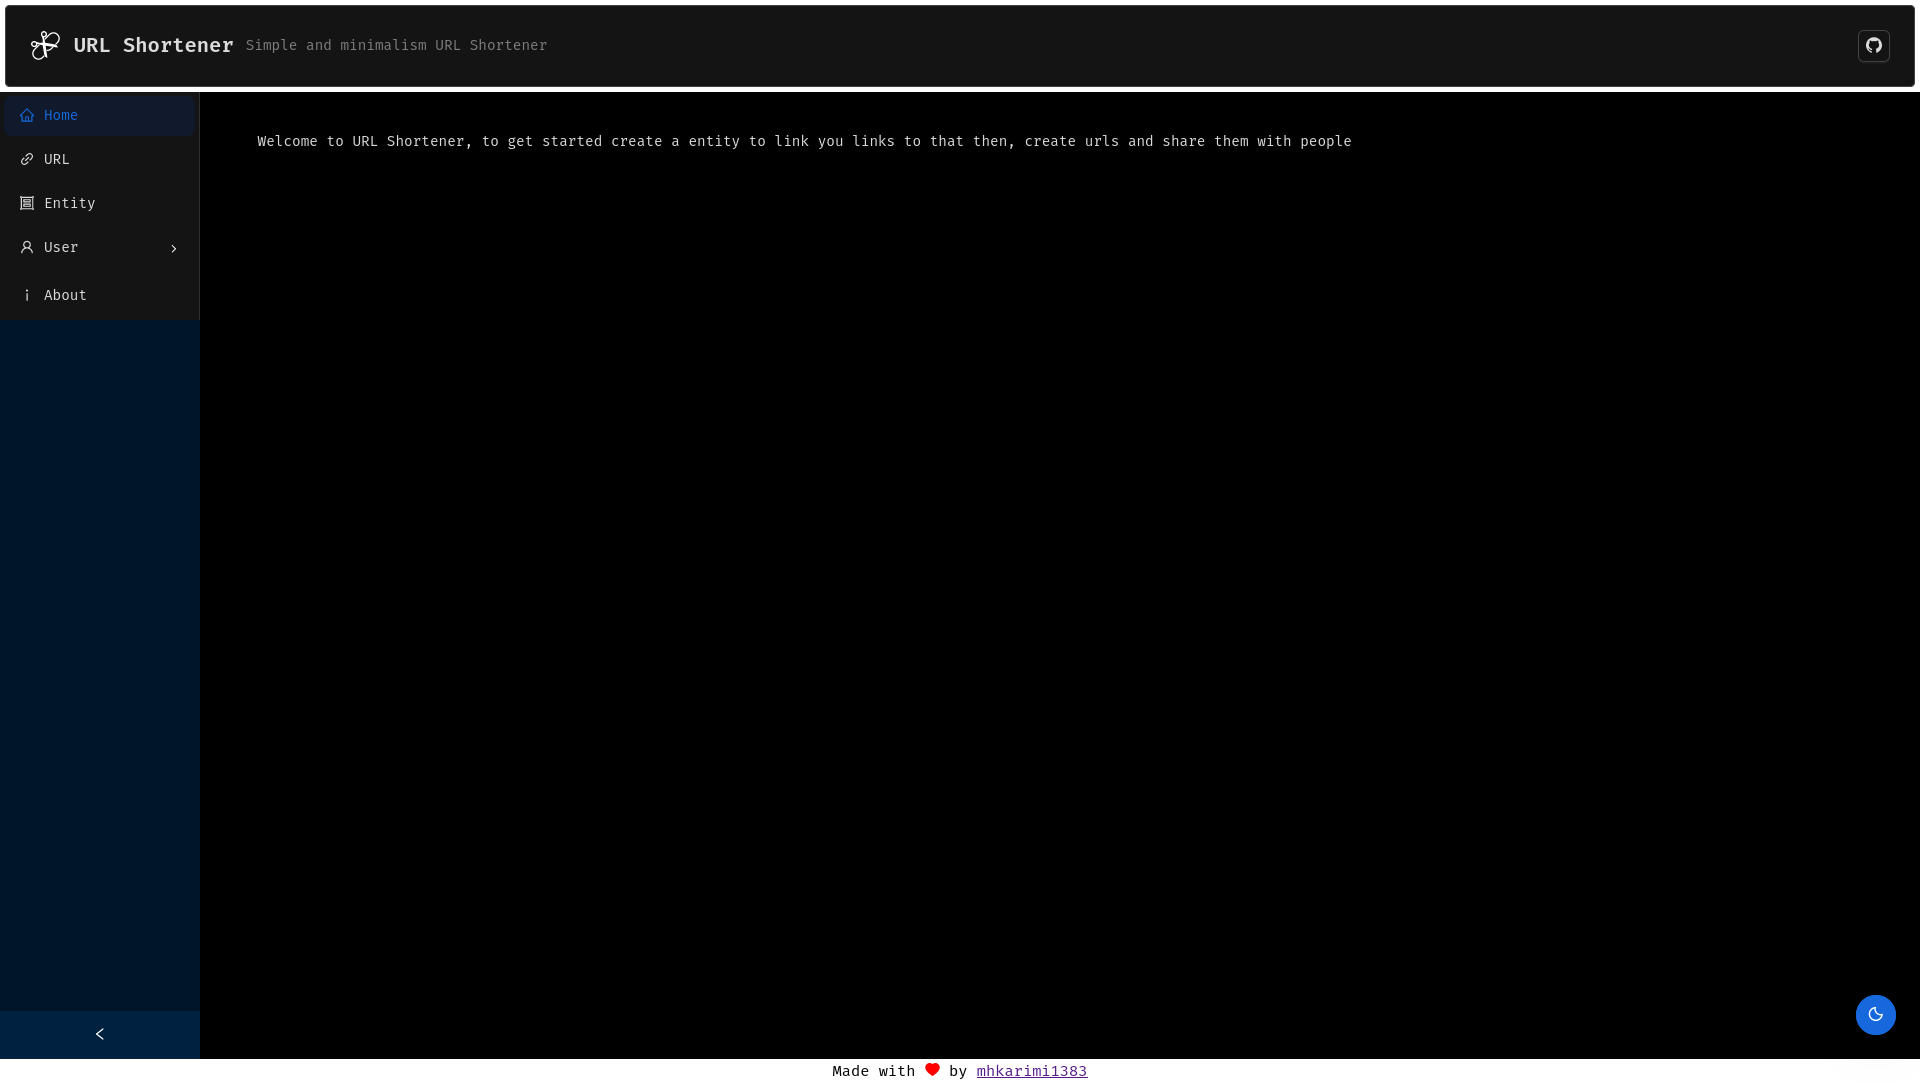 URL Shortener Simple and minimalism URL Shortener
Home
URL
Entity
User
About
Welcome to URL Shortener, to get started create a entity to link you links to that then, create urls and share them with people
Made with ❤ by mhkarimi1383